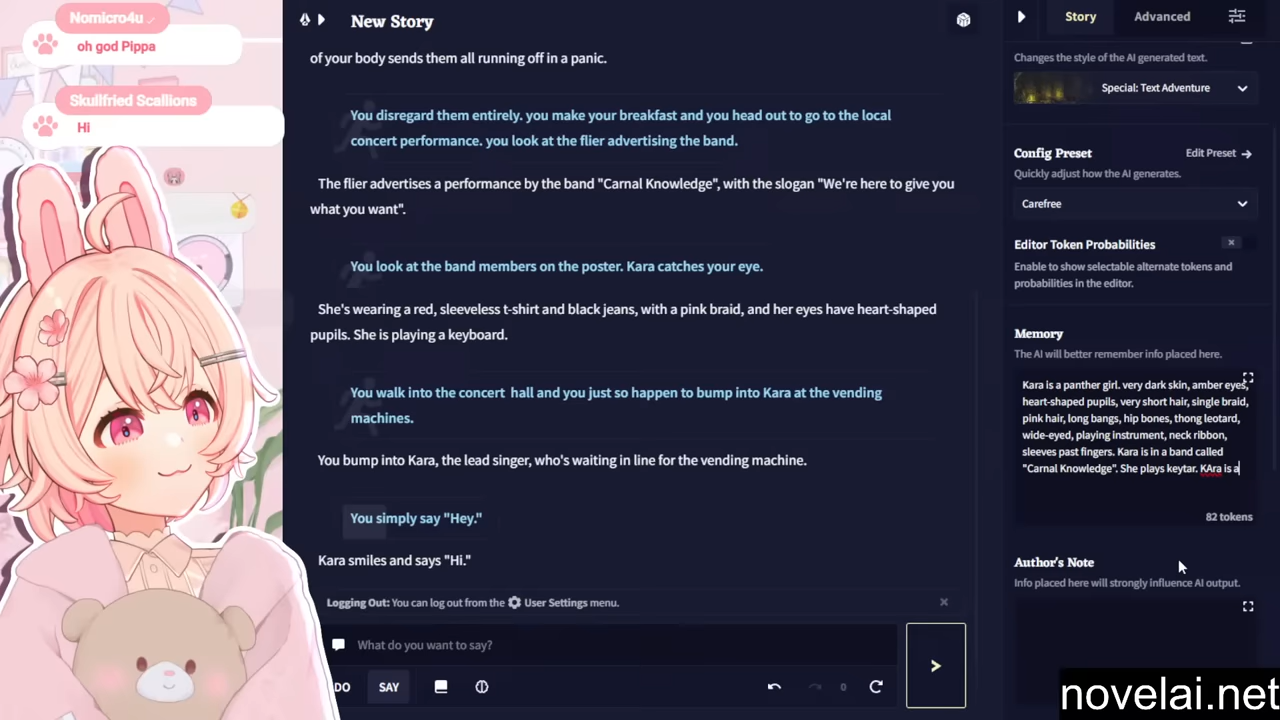 Nomicro4u
oh god Pippa
Skullfried Scallions
Hi
New Story
of your body sends them all running off in a panic.
You disregard them entirely. you make your breakfast and you head out to go to the local
concert performance. you look at the flier advertising the band.
The flier advertises a performance by the band "Carnal Knowledge", with the slogan "We're here to give you
what you want".
You look at the band members on the poster. Kara catches your eye.
She's wearing a red, sleeveless t-shirt and black jeans, with a pink braid, and her eyes have heart-shaped
pupils. She is playing a keyboard.
You walk into the concert  hall and you just so happen to bump into Kara at the vending
machines.
You bump into Kara, the lead singer, who's waiting in line for the vending machine.
You simply say "Hey."
Kara smiles and says "Hi."
Logging Out: You can log out from the User Settings menu.
What do you want to say?
DO
SAY
0
Story
Advanced
Changes the style of the AI generated text.
Special: Text Adventure
Config Preset
Edit Preset
Quickly adjust how the AI generates.
Carefree
Editor Token Probabilities
Enable to show selectable alternate tokens and
probabilities in the editor.
Memory
The AI will better remember info placed here.
Kara is a panther girl. very dark skin, amber eyes,
heart-shaped pupils, very short hair, single braid,
pink hair, long bangs, hip bones, thong leotard,
wide-eyed, playing instrument, neck ribbon,
sleeves past fingers. Kara is in a band called
"Carnal Knowledge". She plays keytar. KAra is a
82 tokens
Author's Note
Info placed here will strongly influence AI output.
novelai.net